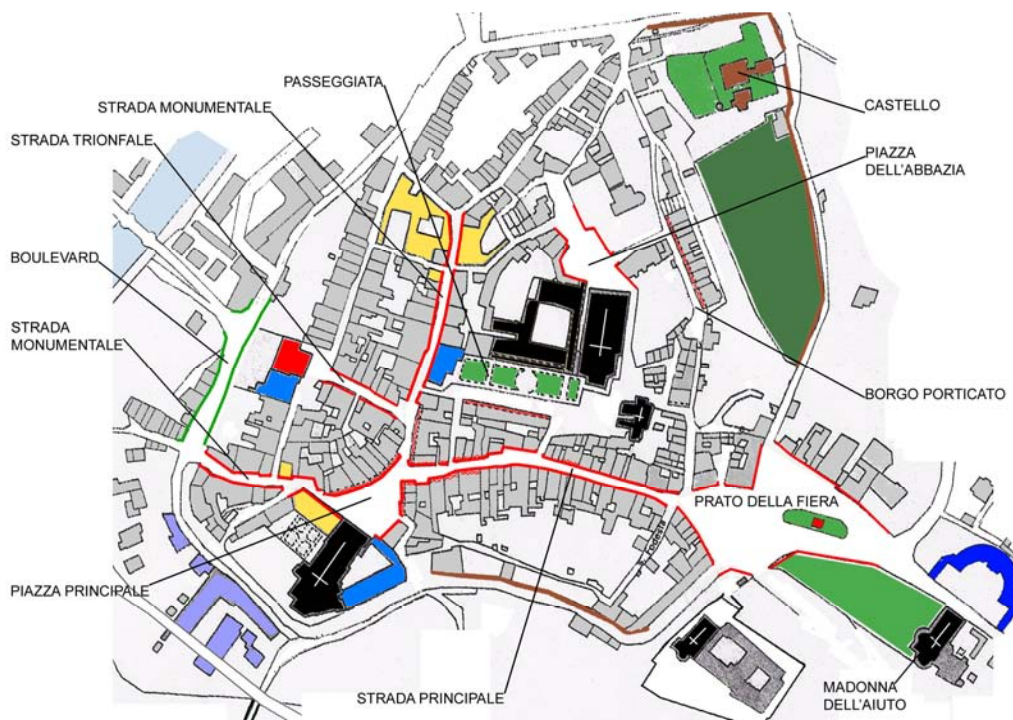 PASSEGGIATA
STRADA MONUMENTALE
STRADA TRIONFALE
BOULEVARD
STRADA
MONUMENTALE
PIAZZA PRINCIPALE
STRADA PRINCIPALE
CASTELLO
PIAZZA
DELL'ABBAZIA
BORGO PORTICATO
PRATO DELLA FIERA
MADONNA
DELL'AIUTO